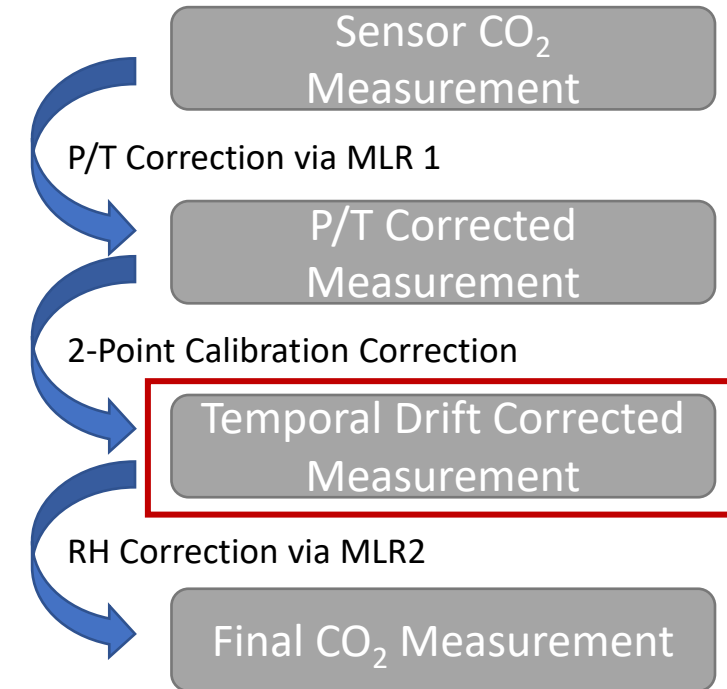 Sensor CO₂
Measurement
P/T Correction via MLR 1
P/T Corrected
Measurement
2-Point Calibration Correction
Temporal Drift Corrected
Measurement
RH Correction via MLR2
Final CO₂ Measurement